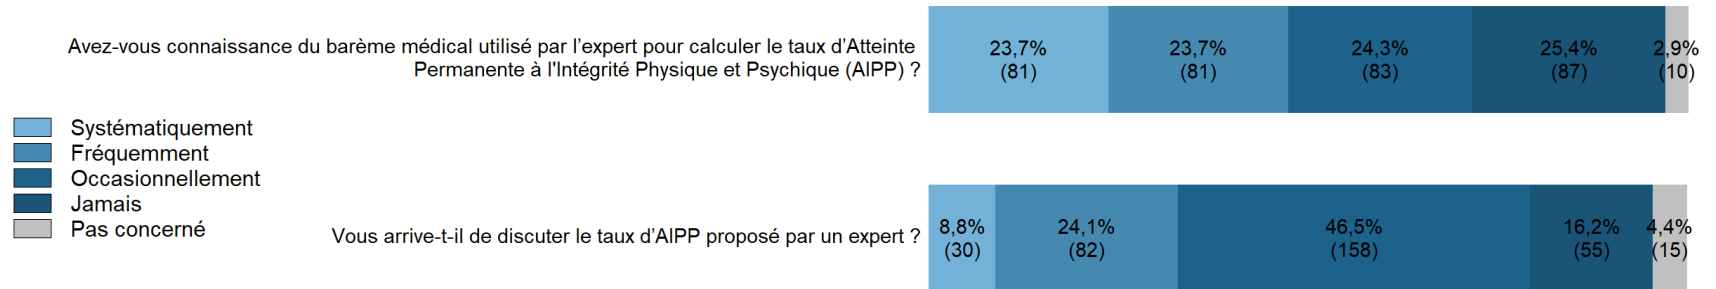 Avez-vous connaissance du barème médical utilisé par l’expert pour calculer le taux d’Atteinte
Permanente à l'Intégrité Physique et Psychique (AIPP) ?
23,7% 23,7% 24,3% 25,4% 2,9%
(81) (81) (83) (87) (10)
Systématiquement
Fréquemment
Occasionnellement
Jamais
Pas concerné
Vous arrive-t-il de discuter le taux d’AIPP proposé par un expert ?
8,8% 24,1% 46,5% 16,2% 4,4%
(30) (82) (158) (55) (15)